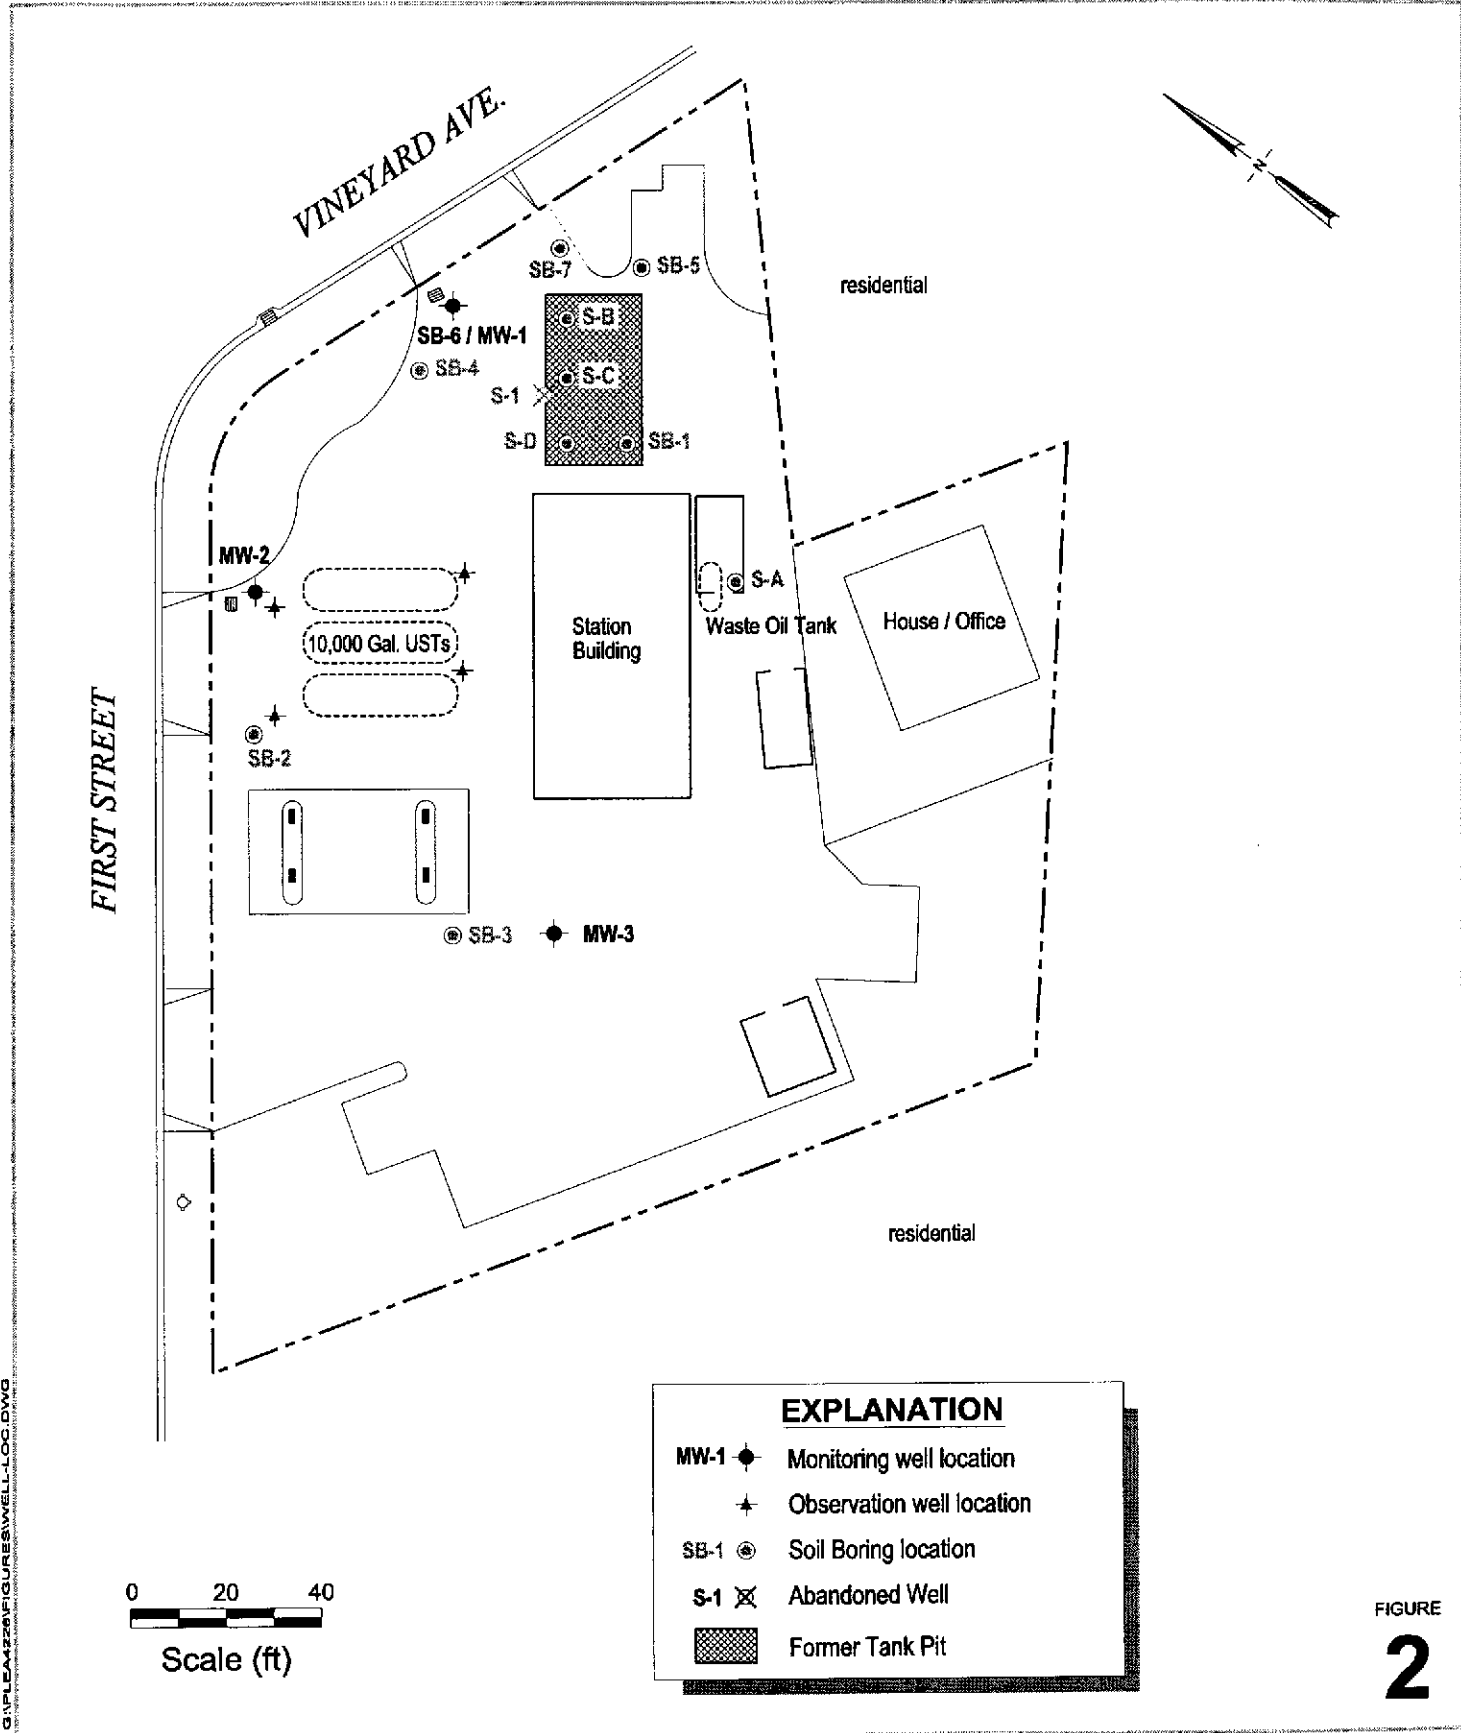 VINEYARD AVE.
N
residential
SB-7
SB-5
S-B
SB-6 / MW-1
SB-4
S-C
S-1
S-D
SB-1
MW-2
S-A
10,000 Gal. USTs
Station
Building
Waste Oil Tank
House / Office
FIRST STREET
SB-2
SB-3
MW-3
residential
EXPLANATION
MW-1 Monitoring well location
Observation well location
SB-1 Soil Boring location
S-1 Abandoned Well
Former Tank Pit
0 20 40
Scale (ft)
FIGURE
2
G:\PLEA4226\FIGURES\WELL-LOC.DWG